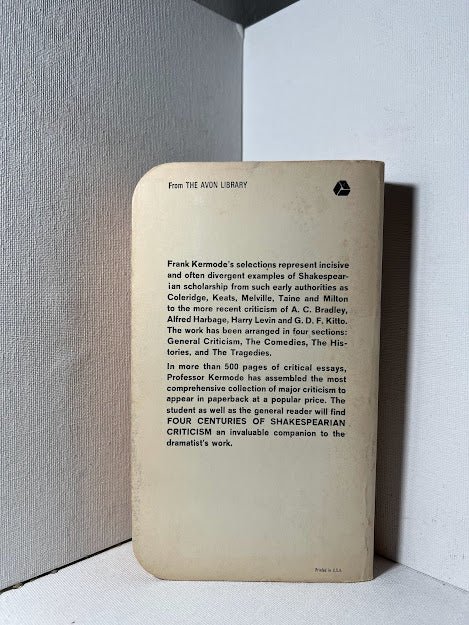 From THE AVON LIBRARY
Frank Kermode's selections represent incisive
and often divergent examples of Shakespear-
ian scholarship from such early authorities as
Coleridge, Keats, Melville, Taine and Milton
to the more recent criticism of A. C. Bradley,
Alfred Harbage, Harry Levin and G. D. F. Kitto.
The work has been arranged in four sections:
General Criticism, The Comedies, The His-
tories, and The Tragedies.
In more than 500 pages of critical essays,
Professor Kermode has assembled the most
comprehensive collection of major criticism to
appear in paperback at a popular price. The
student as well as the general reader will find
FOUR CENTURIES OF SHAKESPEARIAN
CRITICISM an invaluable companion to the
dramatist's work.
Printed in U.S.A.